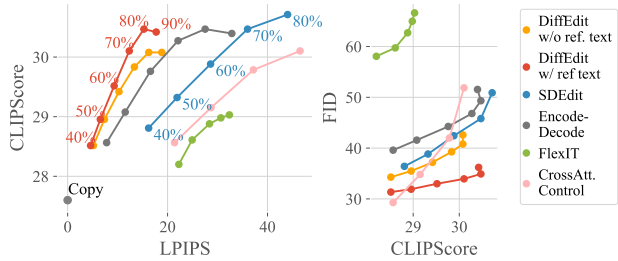 80%
90%
70%
60%
50%
40%
80%
70%
60%
50%
40%
30
29
28
CLIPScore
Copy
0
20
40
LPIPS
60
50
40
30
FID
29
30
CLIPScore
DiffEdit
w/o ref. text
DiffEdit
w/ ref text
SDEdit
Encode-
Decode
FlexIT
CrossAtt.
Control